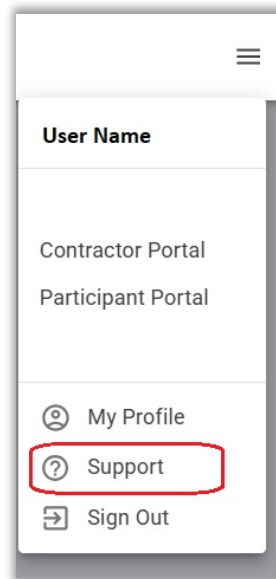 User Name
Contractor Portal
Participant Portal
My Profile
Support
Sign Out